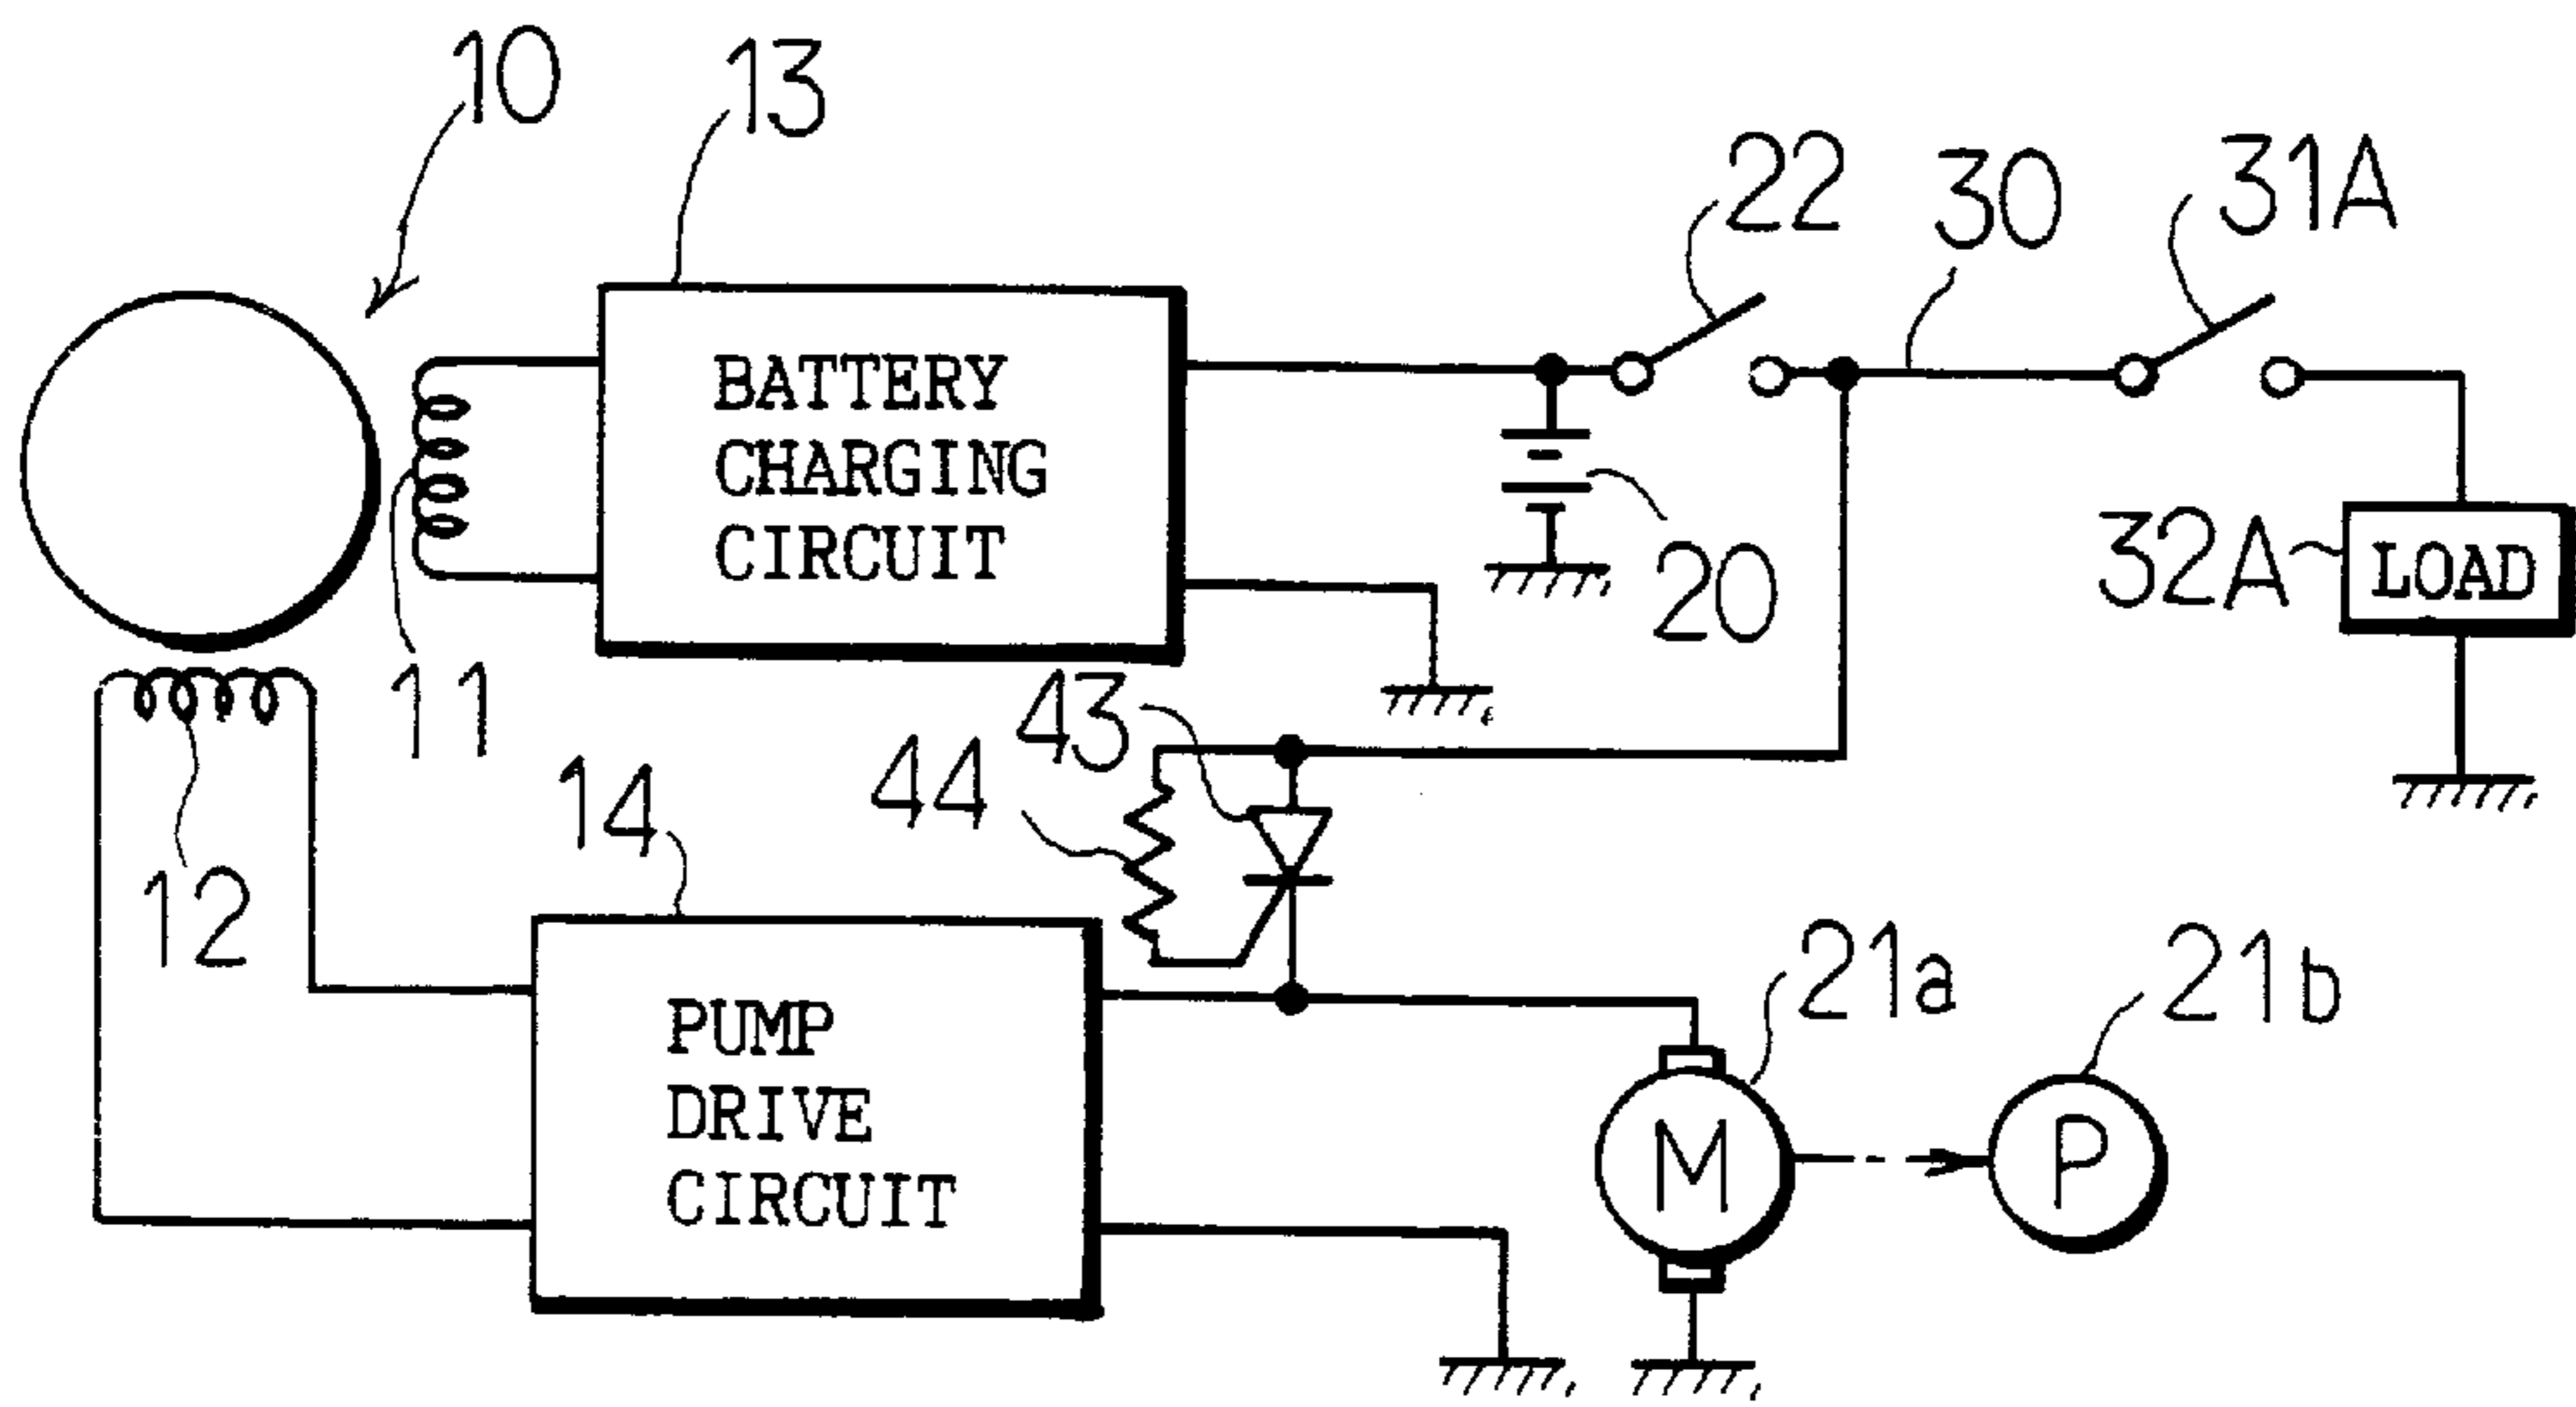 10
13
22
30
31A
BATTERY
CHARGING
CIRCUIT
20
32A
LOAD
11
43
44
14
12
PUMP
DRIVE
CIRCUIT
21a
21b
M
P